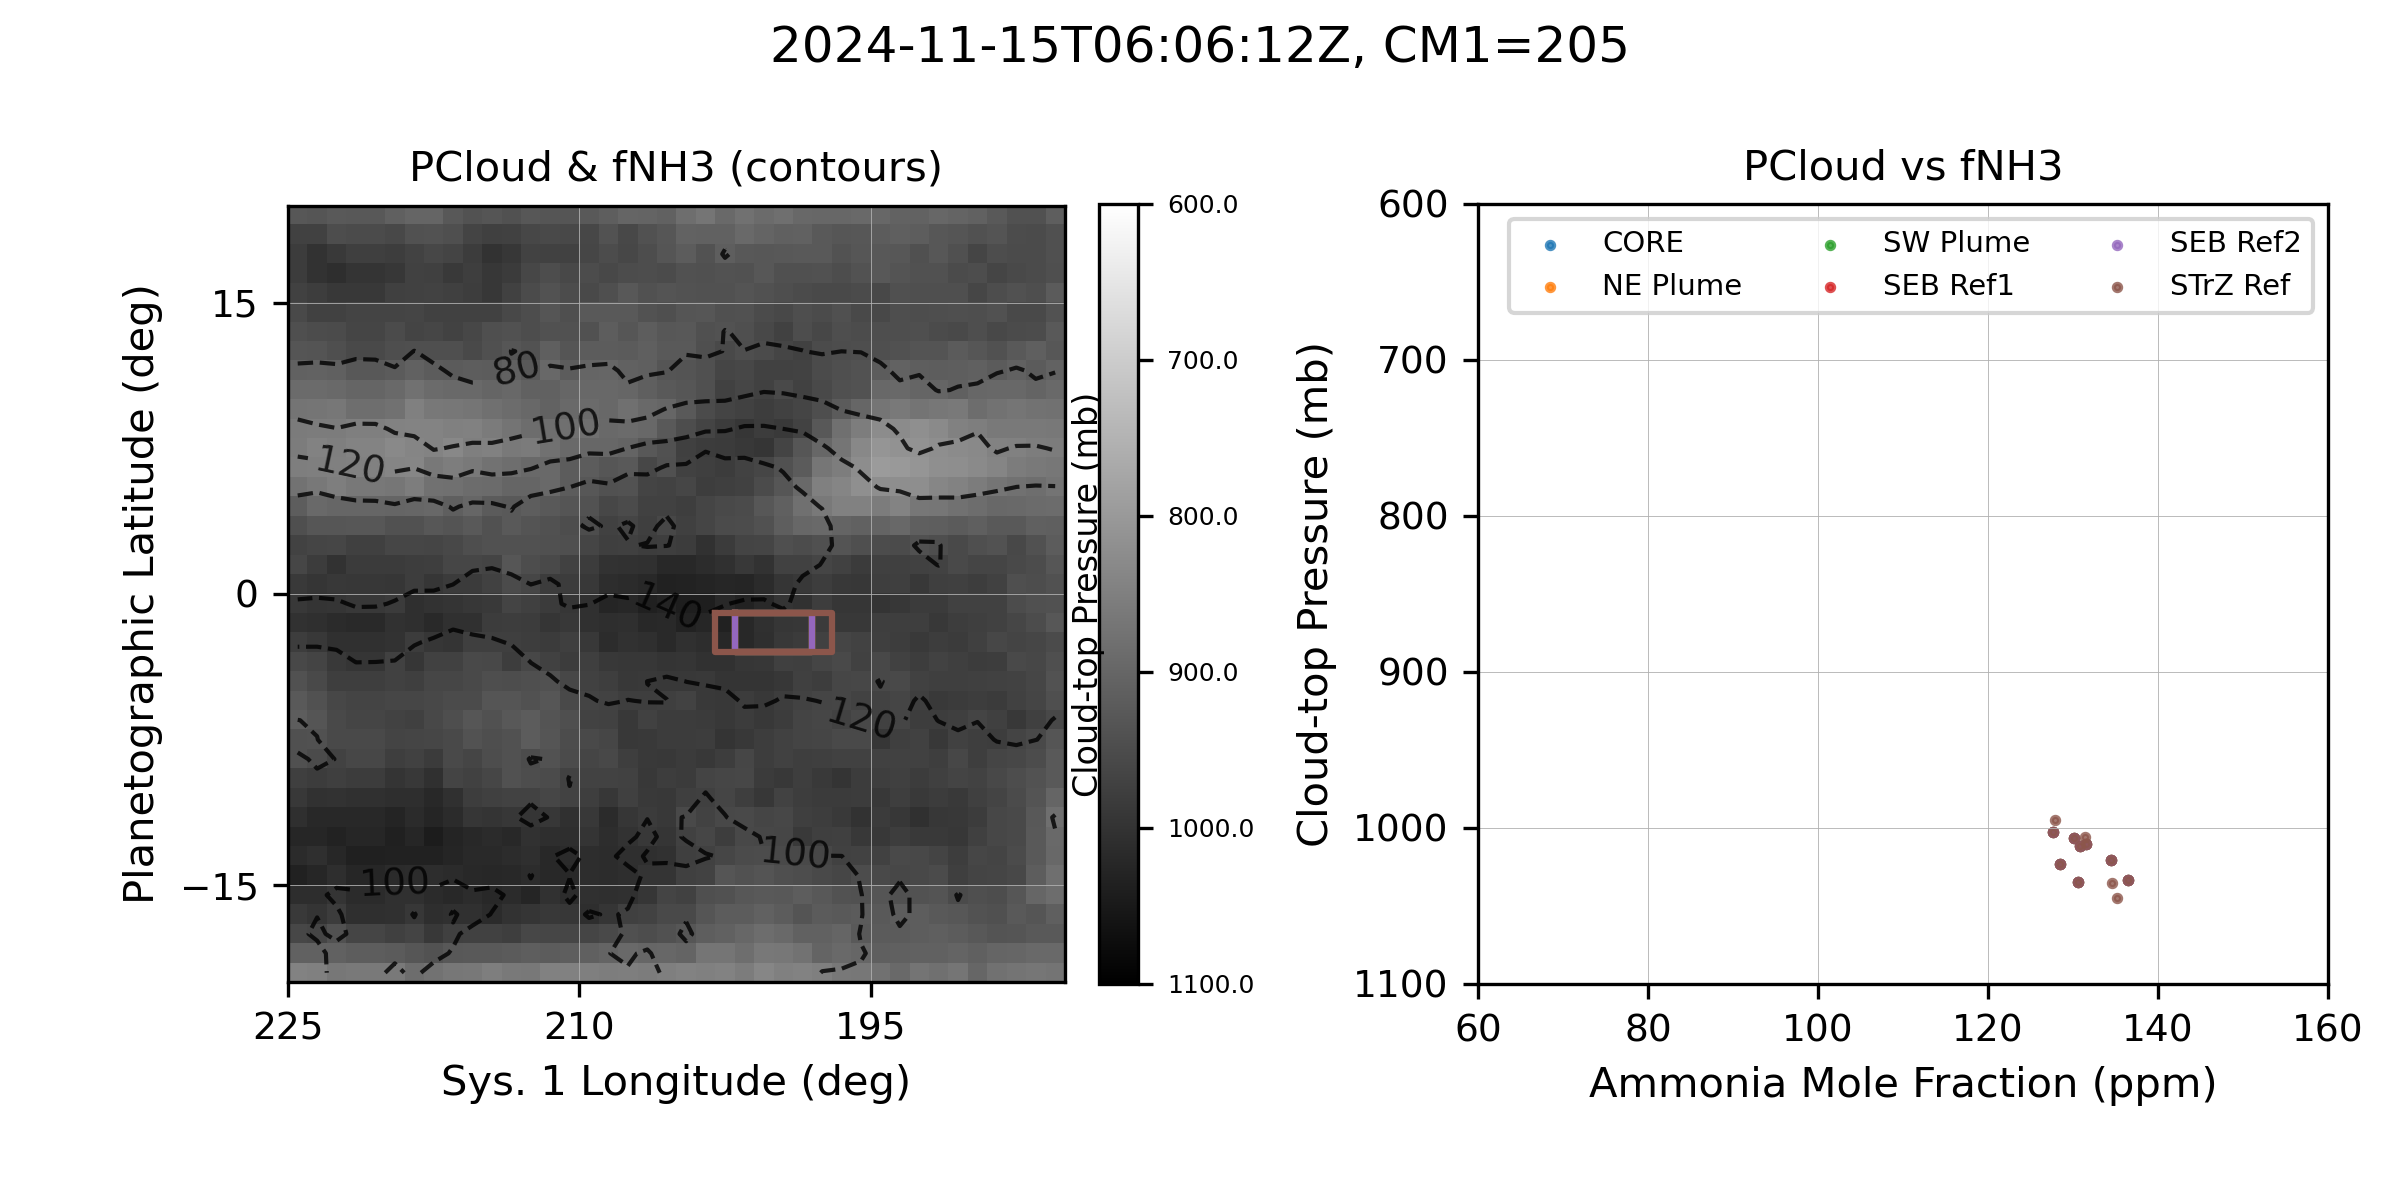 2024-11-15T06:06:12Z, CM1=205
PCloud & fNH3 (contours)
Planetographic Latitude (deg)
15
0
−15
225
210
195
Sys. 1 Longitude (deg)
80
100
120
140
120
100
100
Cloud-top Pressure (mb)
600.0
700.0
800.0
900.0
1000.0
1100.0
PCloud vs fNH3
Cloud-top Pressure (mb)
600
700
800
900
1000
1100
CORE
NE Plume
SW Plume
SEB Ref1
SEB Ref2
STrZ Ref
60
80
100
120
140
160
Ammonia Mole Fraction (ppm)